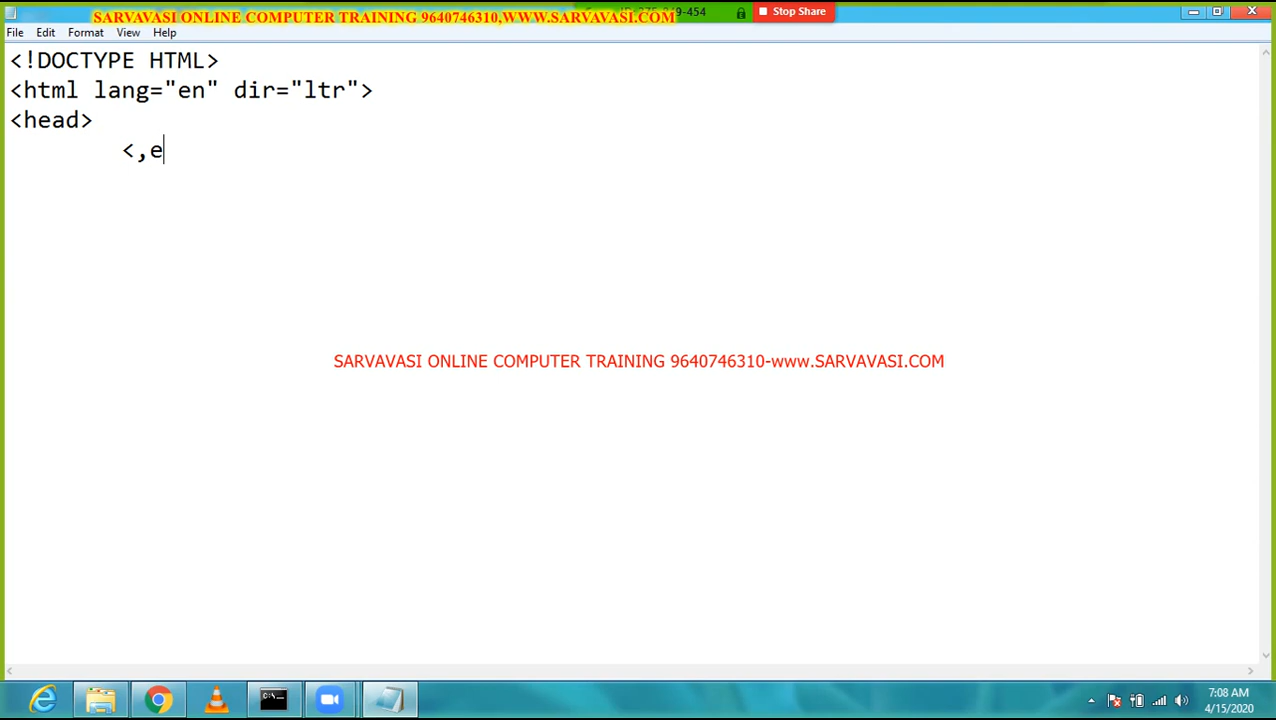 SARVAVASI ONLINE COMPUTER TRAINING 9640746310,WWW.SARVAVASI.COM
Stop Share
File Edit Format View Help
<!DOCTYPE HTML>
<html lang="en" dir="ltr">
<head>
<,e
SARVAVASI ONLINE COMPUTER TRAINING 9640746310-www.SARVAVASI.COM
7:08 AM
4/15/2020